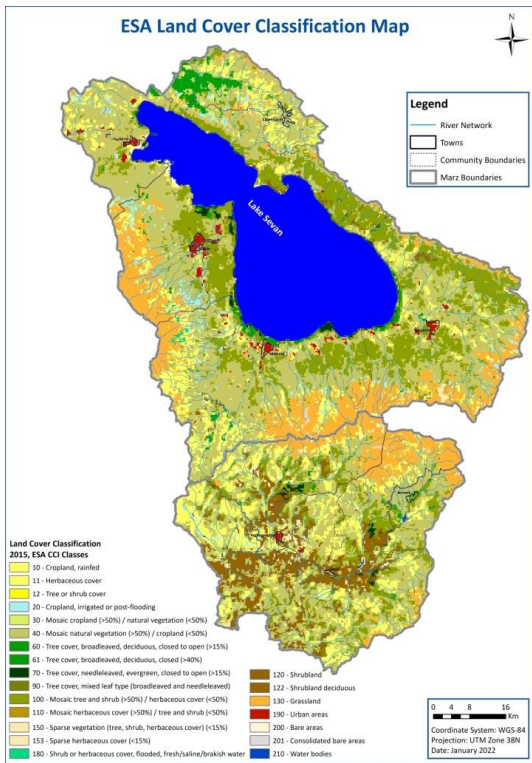 ESA Land Cover Classification Map
N
Legend
River Network
Towns
Community Boundaries
Marz Boundaries
Lake Sevan
Land Cover Classification
2015, ESA CCI Classes
10 - Cropland, rainfed
11 - Herbaceous cover
12 - Tree or shrub cover
20 - Cropland, irrigated or post-flooding
30 - Mosaic cropland (>50%) / natural vegetation (<50%)
40 - Mosaic natural vegetation (>50%) / cropland (<50%)
60 - Tree cover, broadleaved, deciduous, closed to open (>15%)
61 - Tree cover, broadleaved, deciduous, closed (>40%)
70 - Tree cover, needleleaved, evergreen, closed to open (>15%)
90 - Tree cover, mixed leaf type (broadleaved and needleleaved)
100 - Mosaic tree and shrub (>50%) / herbaceous cover (<50%)
110 - Mosaic herbaceous cover (>50%) / tree and shrub (<50%)
150 - Sparse vegetation (tree, shrub, herbaceous cover) (<15%)
153 - Sparse herbaceous cover (<15%)
180 - Shrub or herbaceous cover, flooded, fresh/saline/brakish water
120 - Shrubland
122 - Shrubland deciduous
130 - Grassland
190 - Urban areas
200 - Bare areas
201 - Consolidated bare areas
210 - Water bodies
0 4 8 16
Km
Coordinate System: WGS-84
Projection: UTM Zone 38N
Date: January 2022